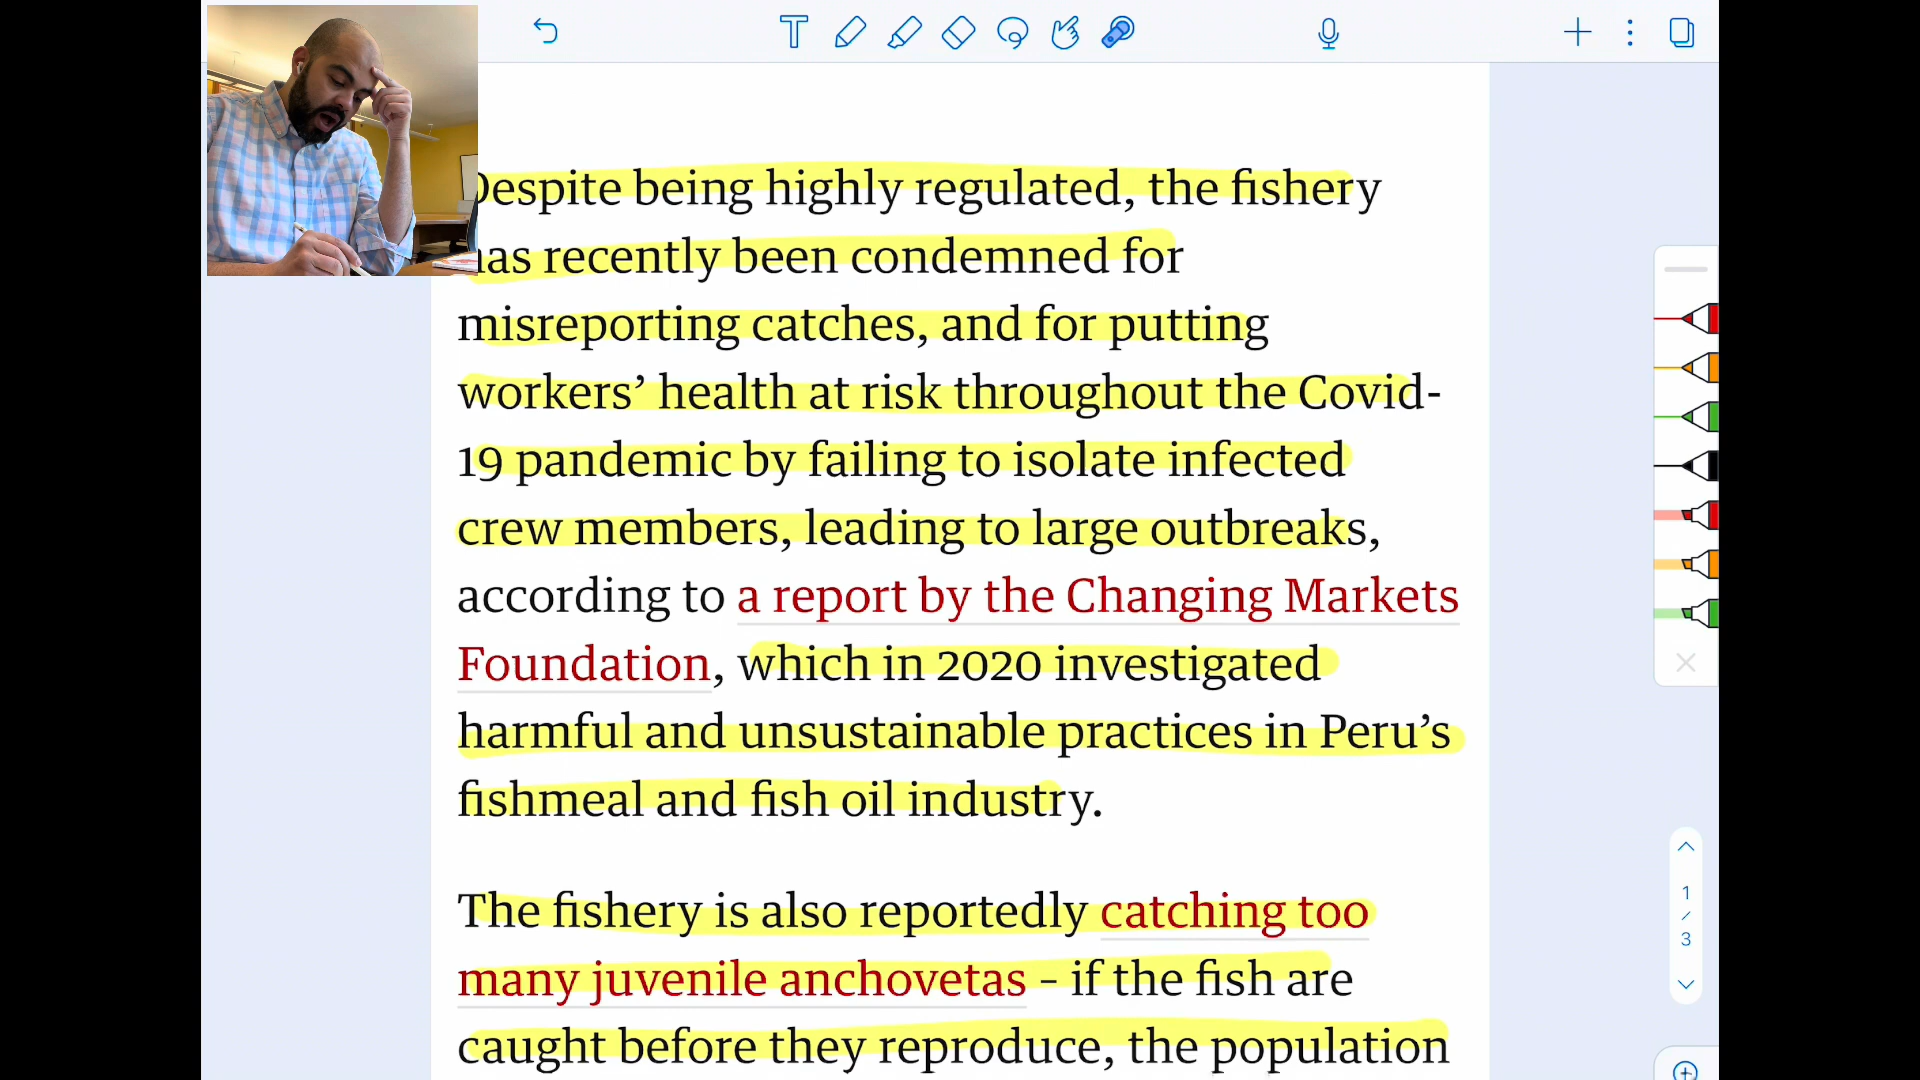 Despite being highly regulated, the fishery
has recently been condemned for
misreporting catches, and for putting
workers’ health at risk throughout the Covid-
19 pandemic by failing to isolate infected
crew members, leading to large outbreaks,
according to a report by the Changing Markets
Foundation, which in 2020 investigated
harmful and unsustainable practices in Peru’s
fishmeal and fish oil industry.
The fishery is also reportedly catching too
many juvenile anchovetas – if the fish are
caught before they reproduce, the population
1
/
3